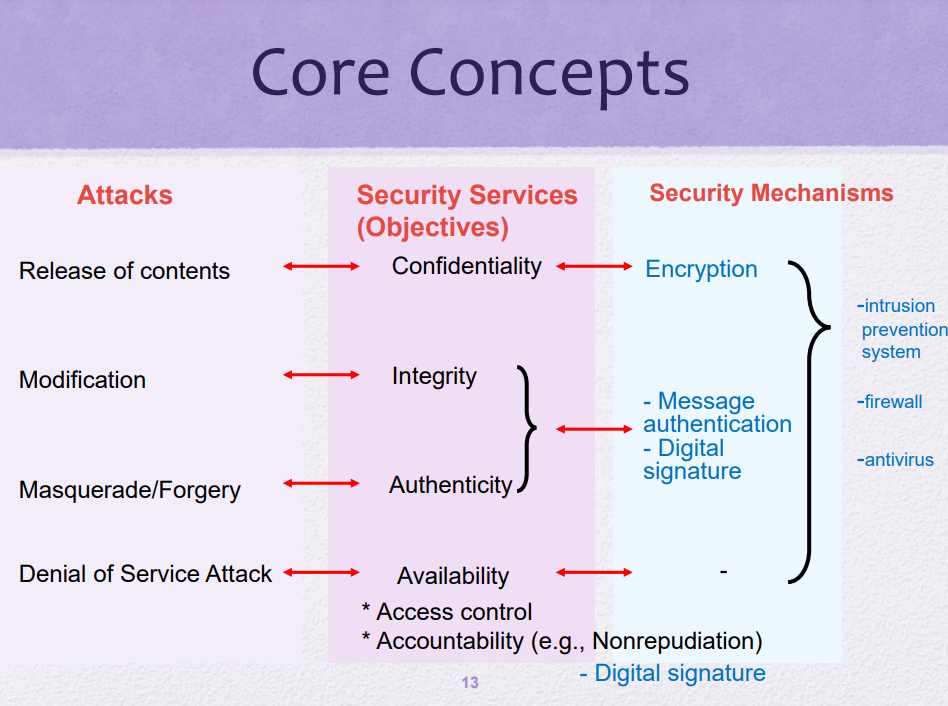 Core Concepts
Attacks
Security Services
(Objectives)
Security Mechanisms
Release of contents
Confidentiality
Encryption
-intrusion
prevention
system
Modification
Integrity
- Message
authentication
- Digital
signature
-firewall
-antivirus
Masquerade/Forgery
Authenticity
Denial of Service Attack
Availability
-
* Access control
* Accountability (e.g., Nonrepudiation)
- Digital signature
13